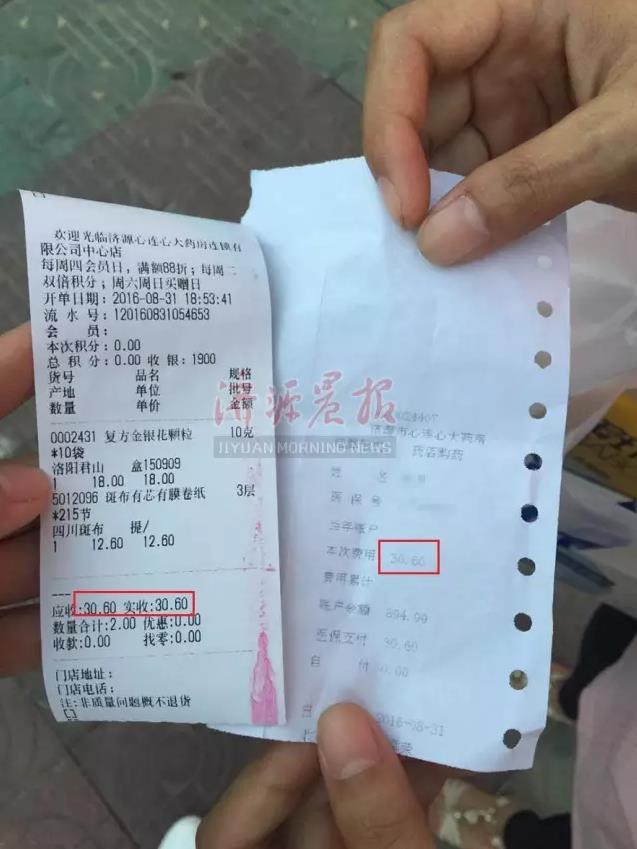 欢迎光临济源心连心大药房连锁有
限公司中心店
每周四会员日，满额88折；每周二
双倍积分；周六周日买赠日
开单日期：2016-08-31 18:53:41
流 水 号：120160831054653
会    员：
本次积分：0.00
总 积 分：0.00 收 银：1900
货号 品名 规格
产地 单位 批号
数量 单价 金额
0002431 复方金银花颗粒 10克
*10袋
洛阳君山 盒150909
1 18.00 18.00
5012096 斑布有芯有膜卷纸 3层
*215节
四川斑布 提/
1 12.60 12.60
---
应收:30.60 实收:30.60
数量合计:2.00 优惠:0.00
收款:0.00 找零:0.00
门店地址：
门店电话：
注：非质量问题概不退货
济源晨报
JIYUAN MORNING NEWS
济源市心连心大药房
药店购药
姓 名
医 保 号
当年账户
本次费用 30.60
费用累计
账户余额 894.99
医保支付 30.60
自 付 0.00
2016-08-31